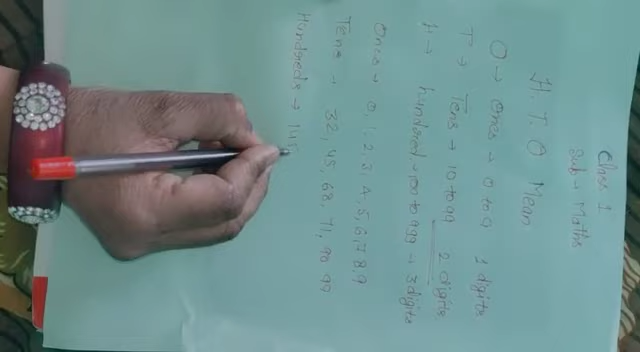 Class 1
Sub - Maths
H. T. O Mean
O → ones → 0 to 9 1 digits
T → Tens → 10 to 99 2 digits
H → hundred → 100 to 999 → 3 digits
Ones → 0, 1, 2, 3, 4, 5, 6, 7, 8, 9
Tens → 32, 45, 68, 71, 90 99
Hundreds → 145